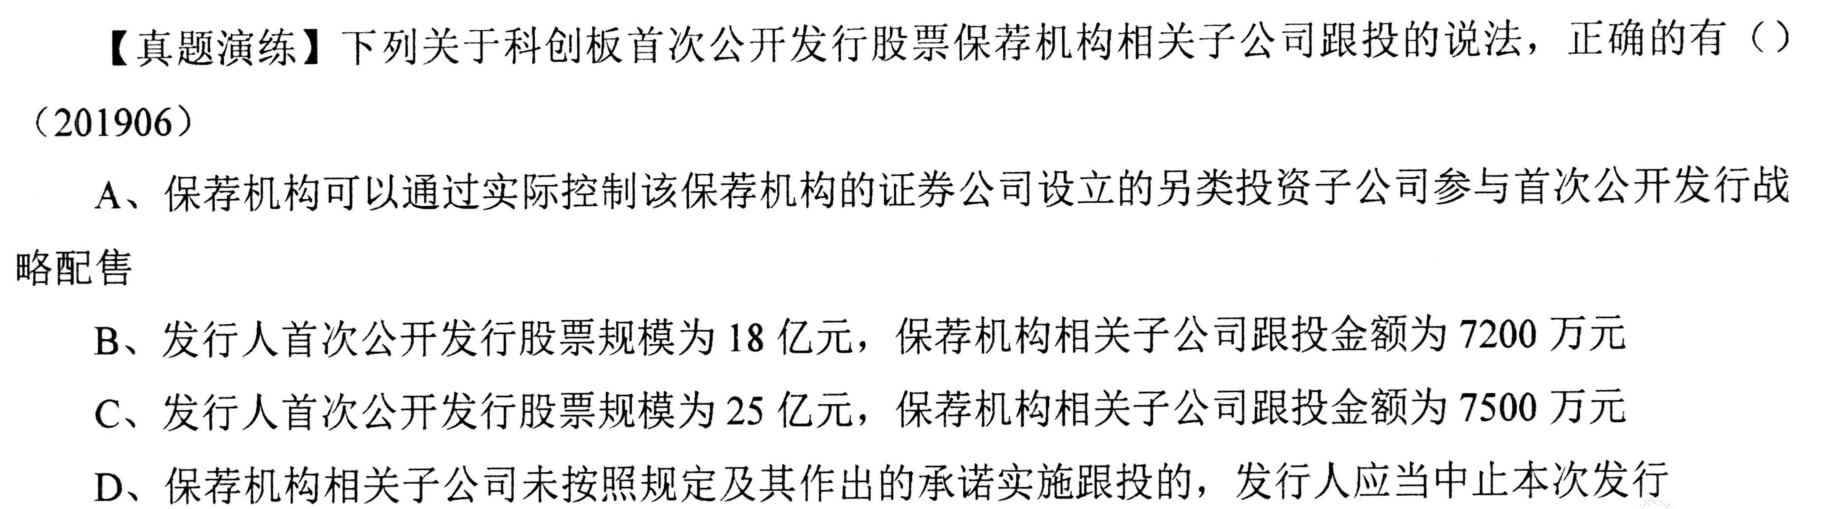 【真题演练】下列关于科创板首次公开发行股票保荐机构相关子公司跟投的说法，正确的有（）
（201906）
A、保荐机构可以通过实际控制该保荐机构的证券公司设立的另类投资子公司参与首次公开发行战
略配售
B、发行人首次公开发行股票规模为 18 亿元，保荐机构相关子公司跟投金额为 7200 万元
C、发行人首次公开发行股票规模为 25 亿元，保荐机构相关子公司跟投金额为 7500 万元
D、保荐机构相关子公司未按照规定及其作出的承诺实施跟投的，发行人应当中止本次发行